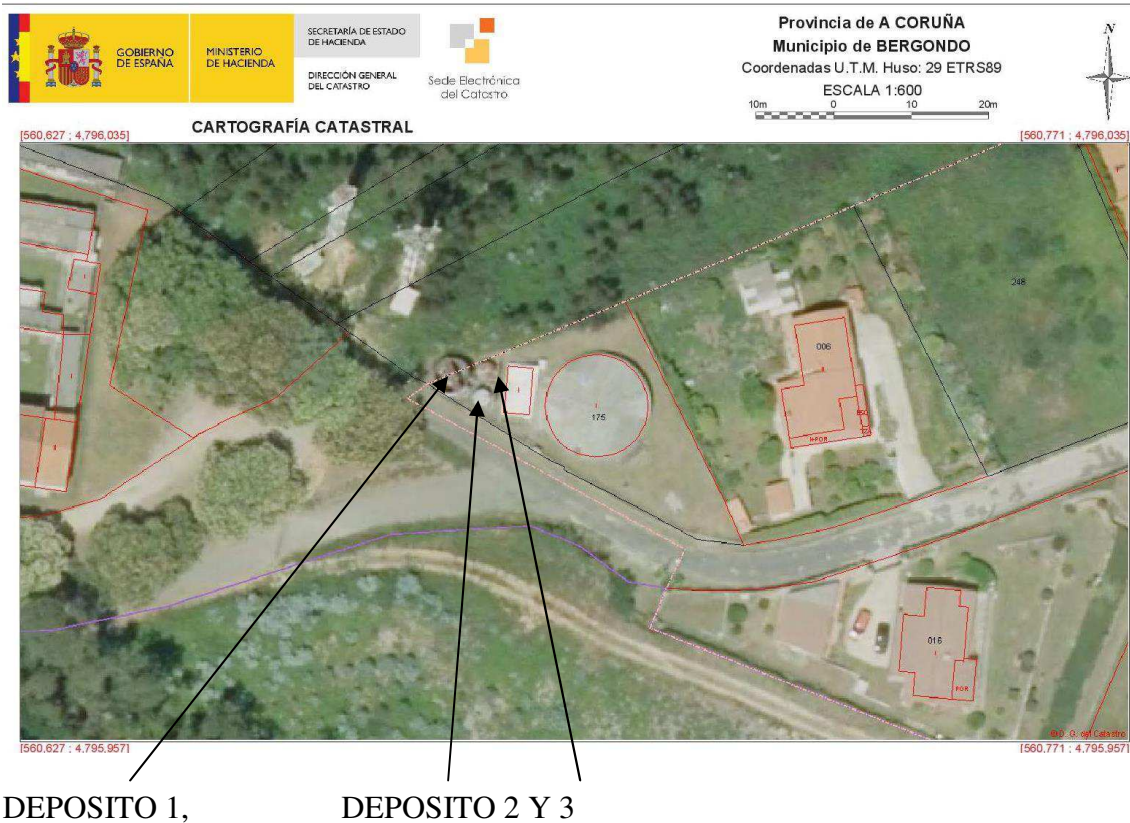 GOBIERNO
DE ESPAÑA
MINISTERIO
DE HACIENDA
SECRETARÍA DE ESTADO
DE HACIENDA
DIRECCIÓN GENERAL
DEL CATASTRO
Sede Electrónica
del Catastro
Provincia de A CORUÑA
Municipio de BERGONDO
Coordenadas U.T.M. Huso: 29 ETRS89
ESCALA 1:600
10m 0 10 20m
N
CARTOGRAFÍA CATASTRAL
[560,627 ; 4,796,035]
[560,771 ; 4,796,035]
248
006
I
175
I
016
I
POR
© D. G. del Catastro
[560,627 ; 4,795,957]
[560,771 ; 4,795,957]
DEPOSITO 1,
DEPOSITO 2 Y 3